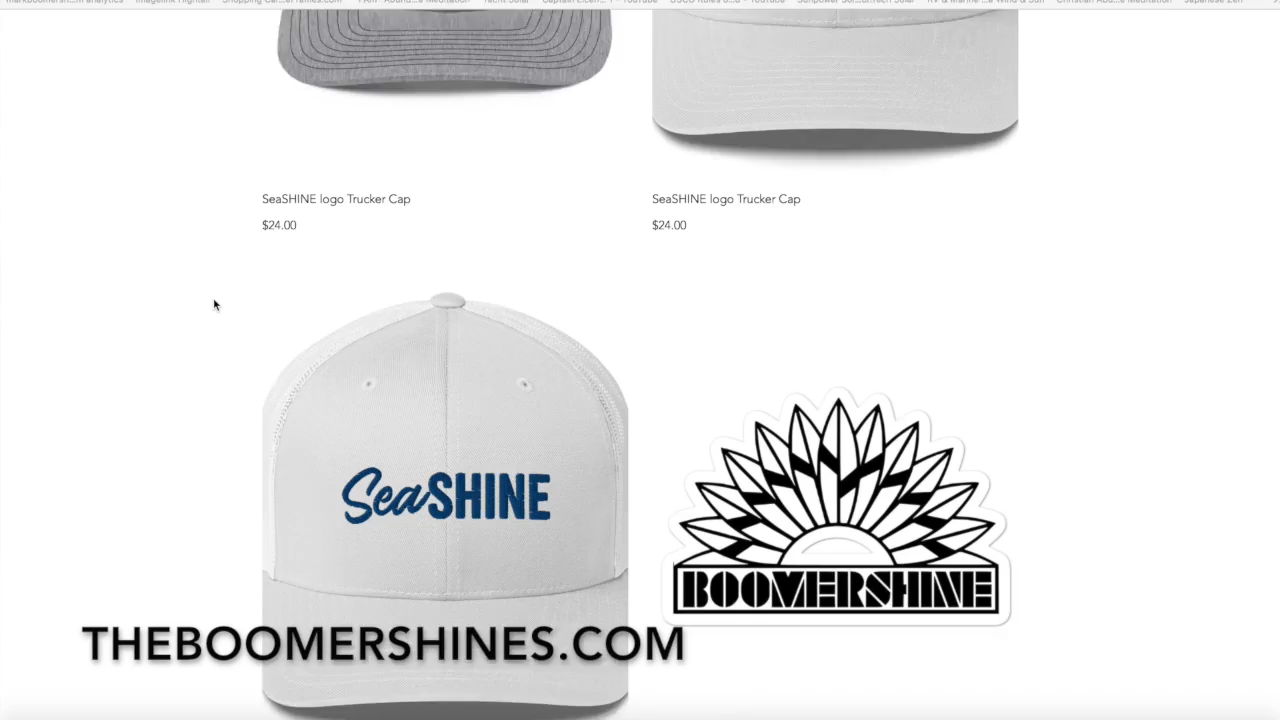 SeaSHINE logo Trucker Cap
SeaSHINE logo Trucker Cap
$24.00
$24.00
SeaSHINE
BOOMERSHINE
THEBOOMERSHINES.COM